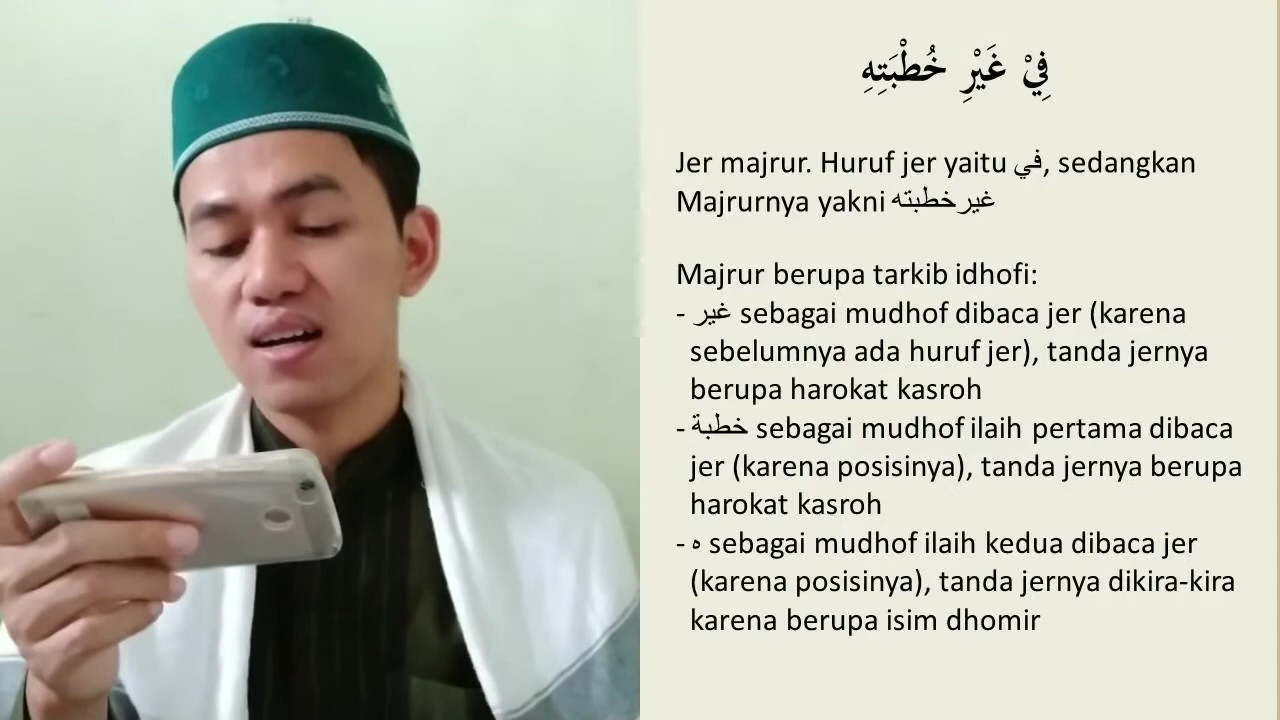 فِيْ غَيْرِ خُطْبَتِهِ
Jer majrur. Huruf jer yaitu في, sedangkan
Majrurnya yakni غيرخطبته
Majrur berupa tarkib idhofi:
- غير sebagai mudhof dibaca jer (karena
sebelumnya ada huruf jer), tanda jernya
berupa harokat kasroh
- خطبة sebagai mudhof ilaih pertama dibaca
jer (karena posisinya), tanda jernya berupa
harokat kasroh
- ه sebagai mudhof ilaih kedua dibaca jer
(karena posisinya), tanda jernya dikira-kira
karena berupa isim dhomir